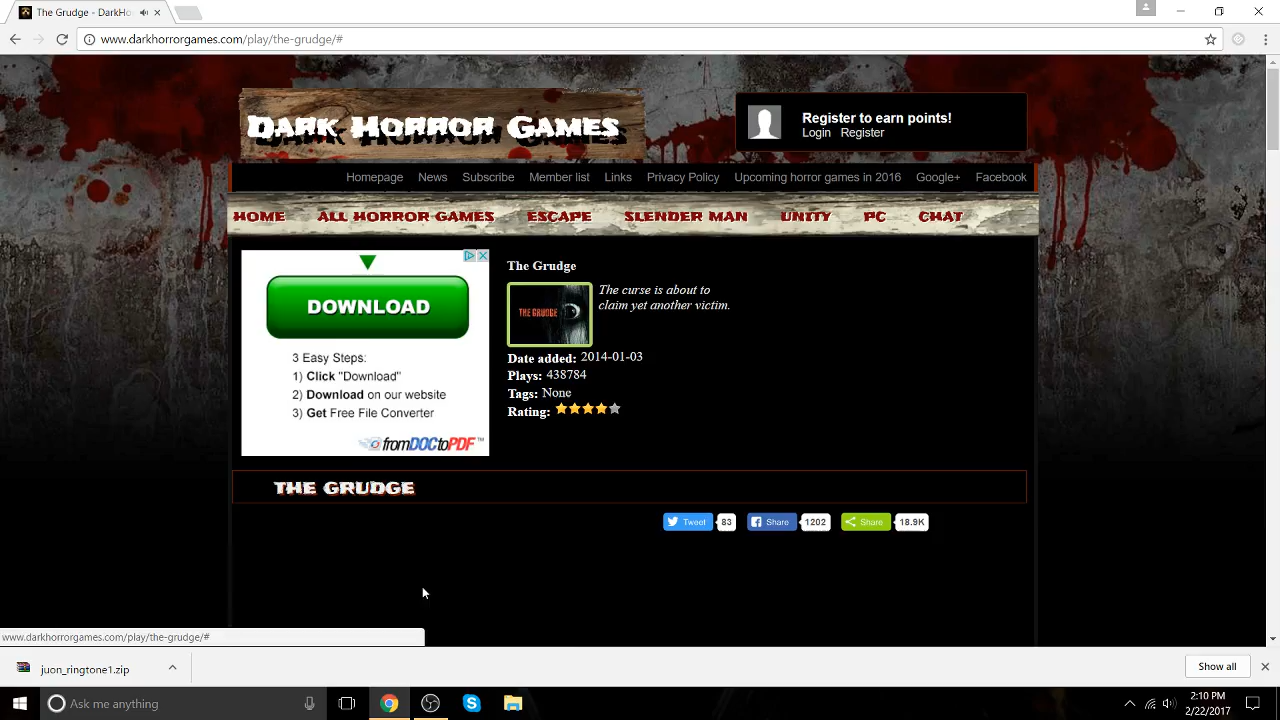 The Grudge - DarkHo
www.darkhorrorgames.com/play/the-grudge/#
Dark Horror Games
Register to earn points!
Login Register
Homepage News Subscribe Member list Links Privacy Policy Upcoming horror games in 2016 Google+ Facebook
HOME ALL HORROR GAMES ESCAPE SLENDER MAN UNITY PC CHAT
DOWNLOAD
3 Easy Steps:
1) Click "Download"
2) Download on our website
3) Get Free File Converter
fromDOCtoPDF™
The Grudge
THE GRUDGE
The curse is about to
claim yet another victim.
Date added: 2014-01-03
Plays: 438784
Tags: None
Rating:
THE GRUDGE
Tweet 83 Share 1202 Share 18.9K
www.darkhorrorgames.com/play/the-grudge/#
juon_ringtone1.zip
Show all
Ask me anything
2:10 PM
2/22/2017